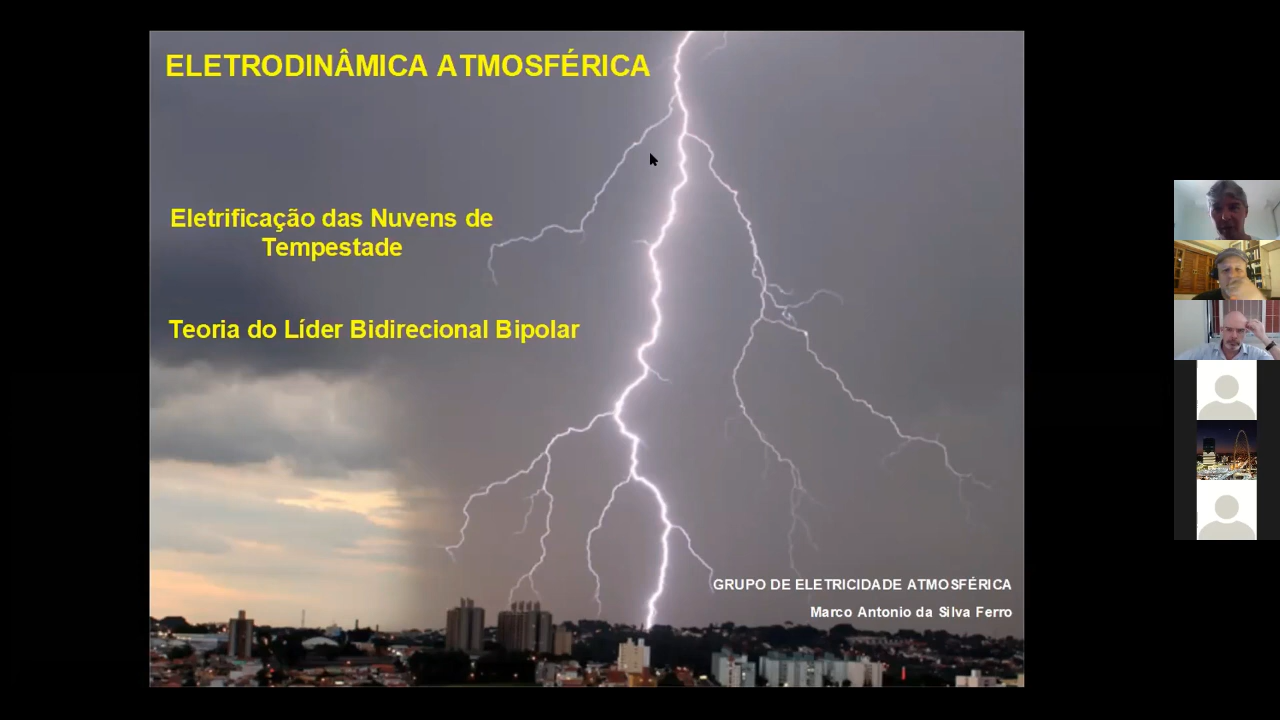 ELETRODINÂMICA ATMOSFÉRICA
Eletrificação das Nuvens de
Tempestade
Teoria do Líder Bidirecional Bipolar
GRUPO DE ELETRICIDADE ATMOSFÉRICA
Marco Antonio da Silva Ferro